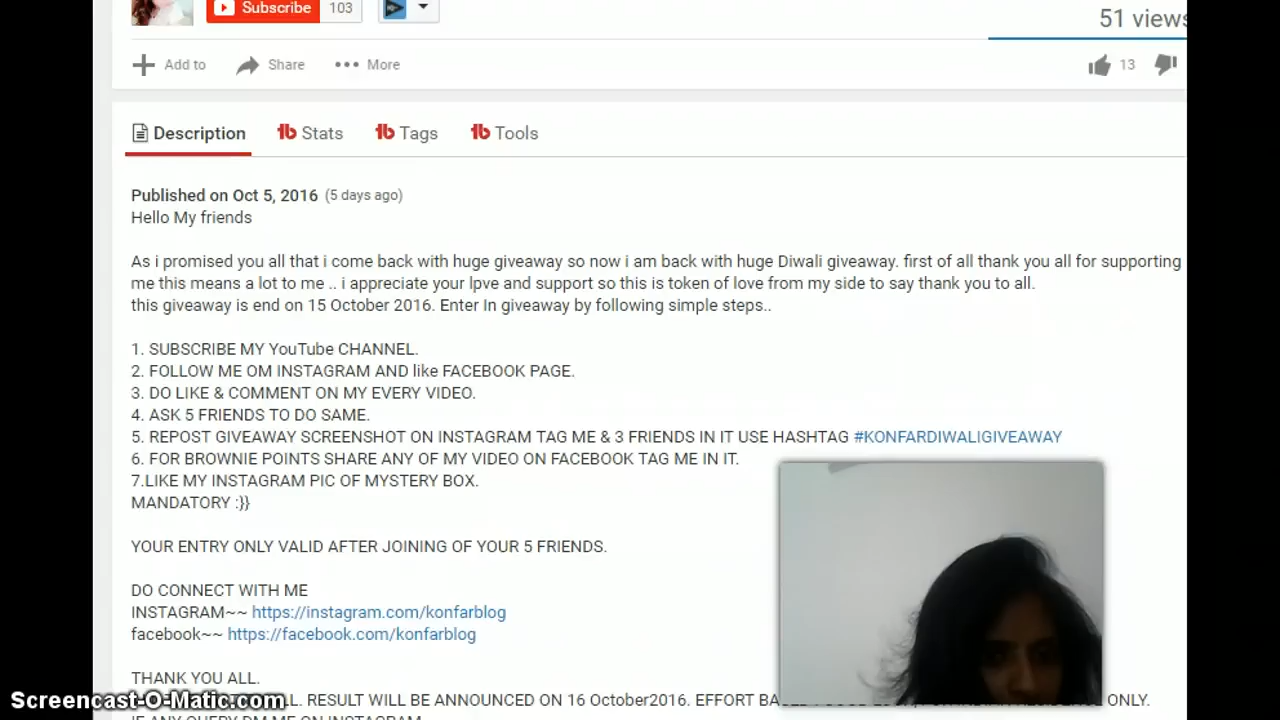 Subscribe 103
51 views
Add to Share More 13
Description Stats Tags Tools
Published on Oct 5, 2016 (5 days ago)
Hello My friends
As i promised you all that i come back with huge giveaway so now i am back with huge Diwali giveaway. first of all thank you all for supporting
me this means a lot to me .. i appreciate your lpve and support so this is token of love from my side to say thank you to all.
this giveaway is end on 15 October 2016. Enter In giveaway by following simple steps..
1. SUBSCRIBE MY YouTube CHANNEL.
2. FOLLOW ME OM INSTAGRAM AND like FACEBOOK PAGE.
3. DO LIKE & COMMENT ON MY EVERY VIDEO.
4. ASK 5 FRIENDS TO DO SAME.
5. REPOST GIVEAWAY SCREENSHOT ON INSTAGRAM TAG ME & 3 FRIENDS IN IT USE HASHTAG #KONFARDIWALIGIVEAWAY
6. FOR BROWNIE POINTS SHARE ANY OF MY VIDEO ON FACEBOOK TAG ME IN IT.
7.LIKE MY INSTAGRAM PIC OF MYSTERY BOX.
MANDATORY :}}
YOUR ENTRY ONLY VALID AFTER JOINING OF YOUR 5 FRIENDS.
DO CONNECT WITH ME
INSTAGRAM~~ https://instagram.com/konfarblog
facebook~~ https://facebook.com/konfarblog
THANK YOU ALL.
RESULT WILL BE ANNOUNCED ON 16 October2016. EFFORT ONLY.
IF ANY QUERY DM ME ON INSTAGRAM
Screencast-O-Matic.com